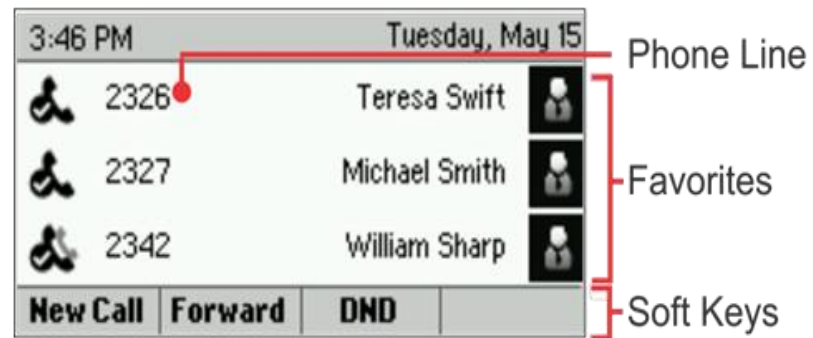 3:46 PM Tuesday, May 15
Phone Line
2326 Teresa Swift
2327 Michael Smith
Favorites
2342 William Sharp
New Call Forward DND
Soft Keys